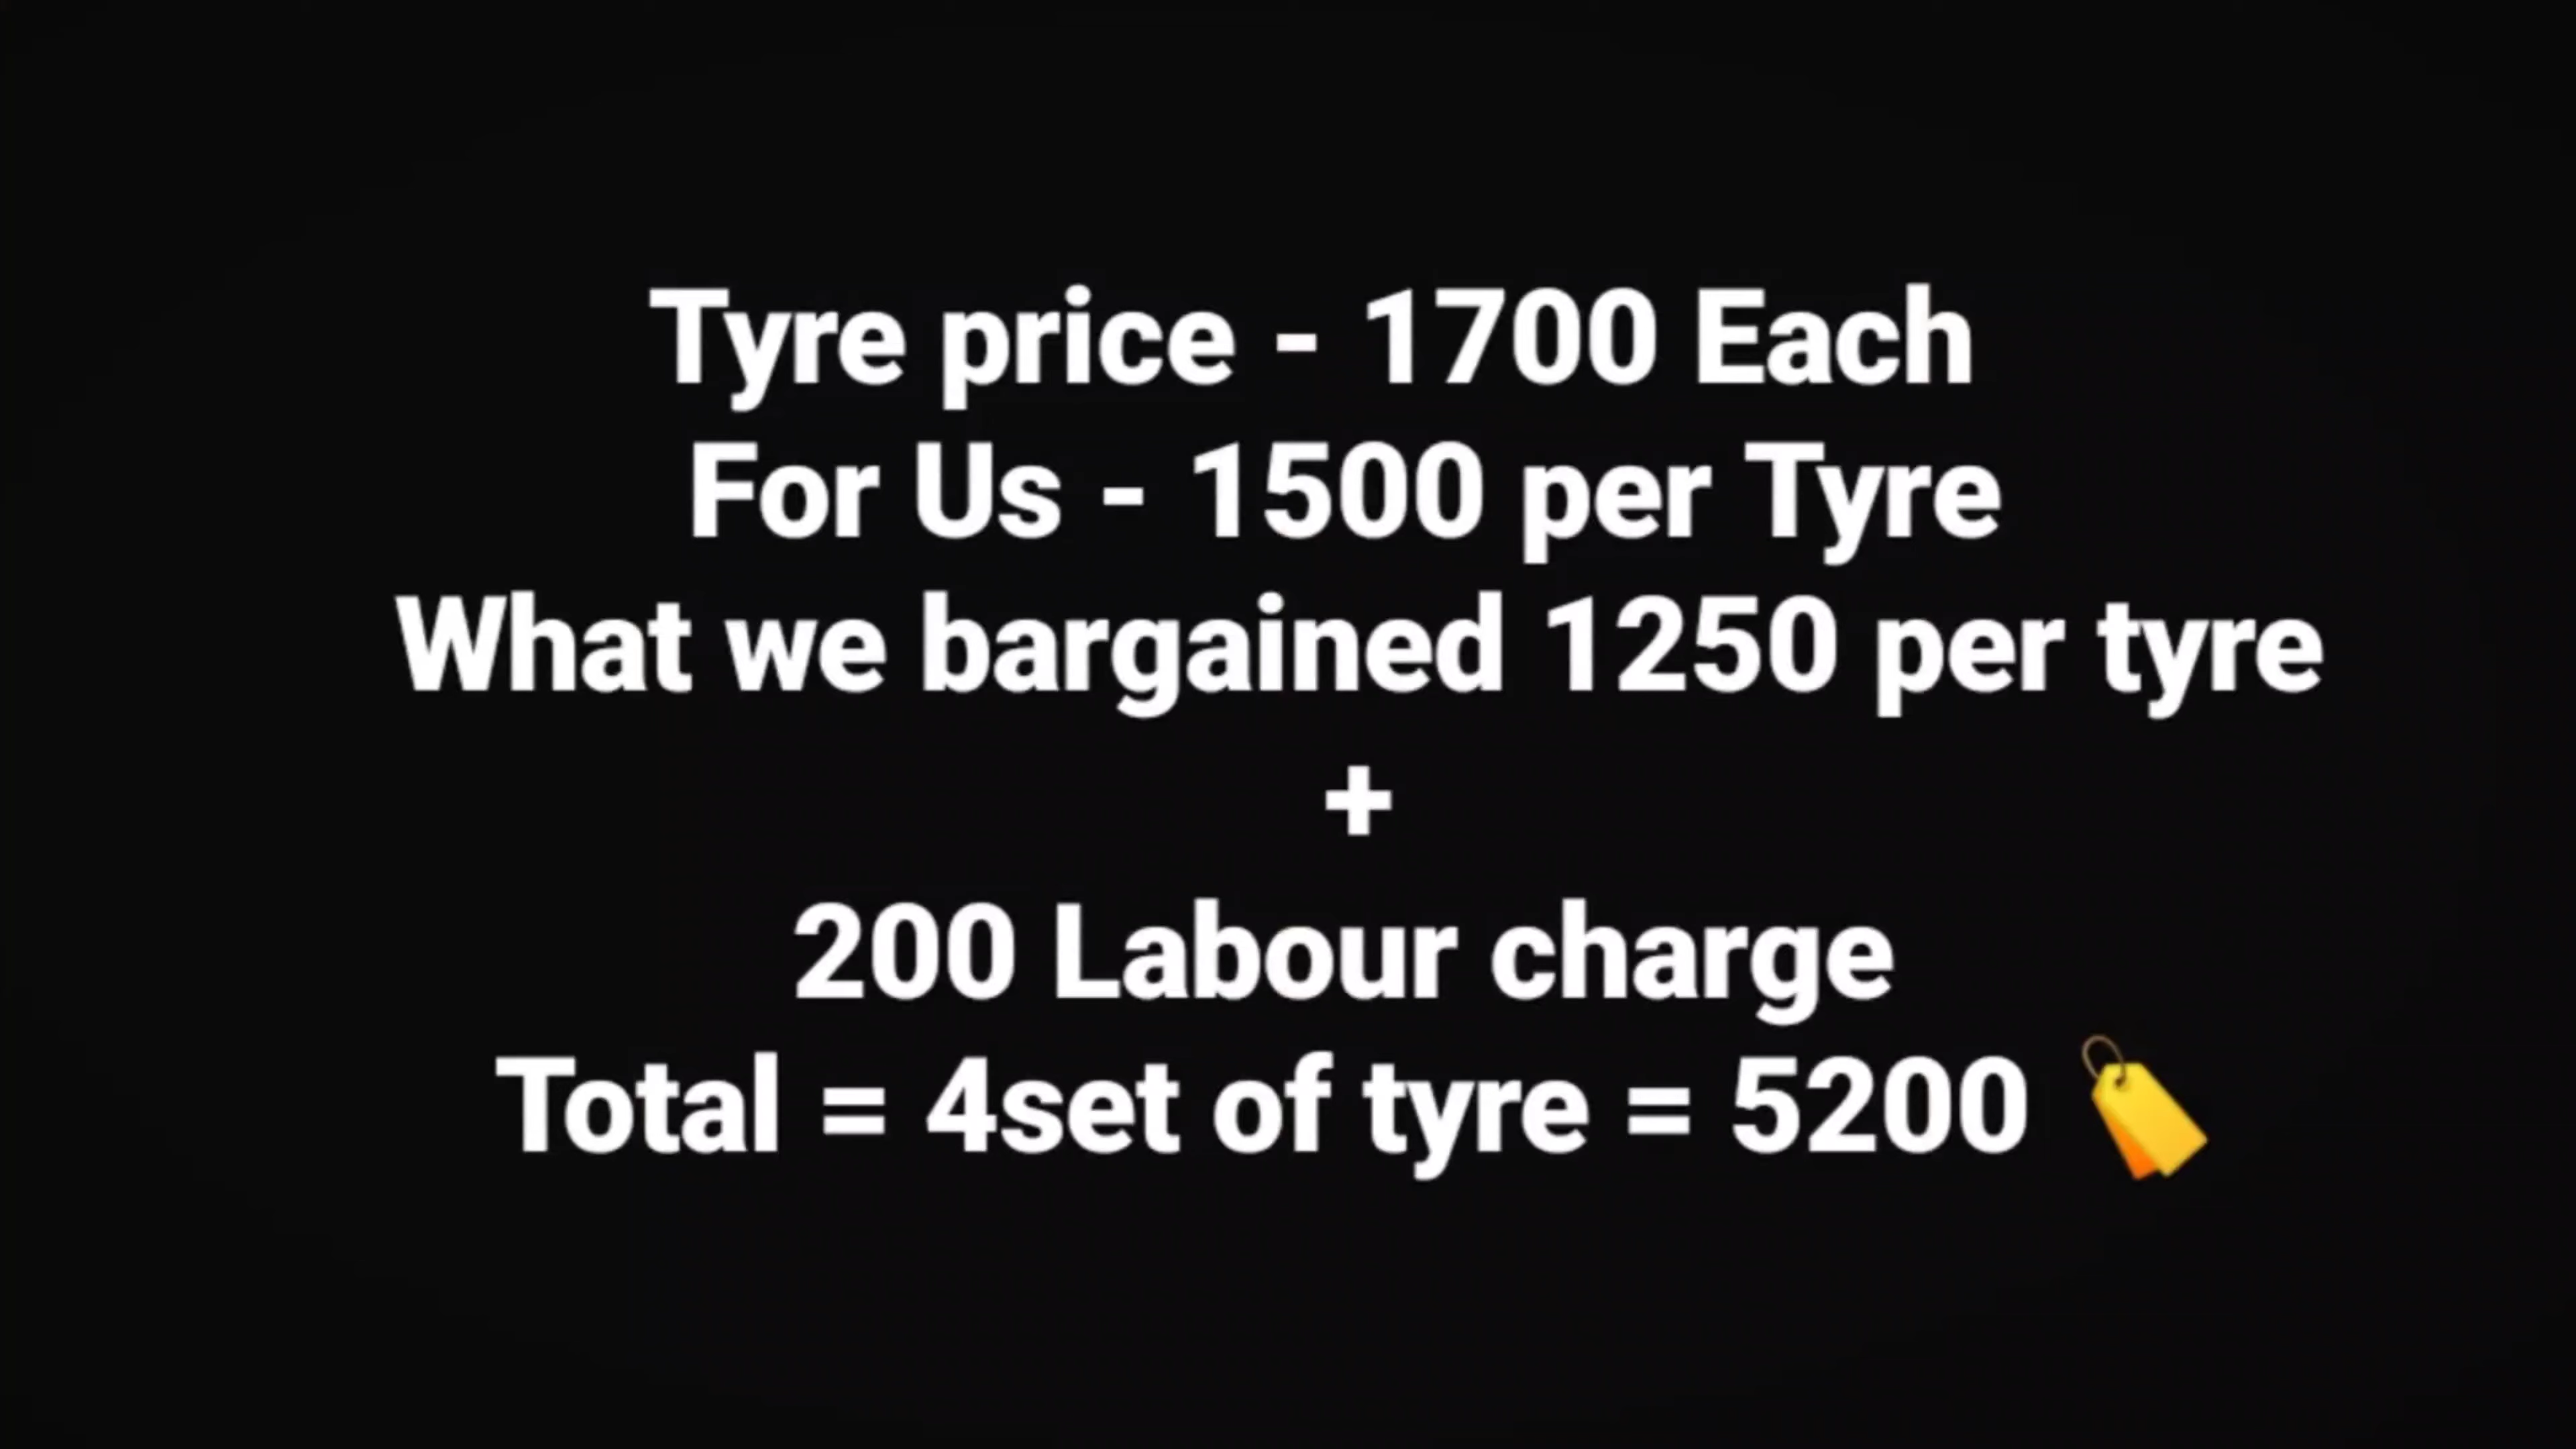 Tyre price - 1700 Each
For Us - 1500 per Tyre
What we bargained 1250 per tyre
+
200 Labour charge
Total = 4set of tyre = 5200